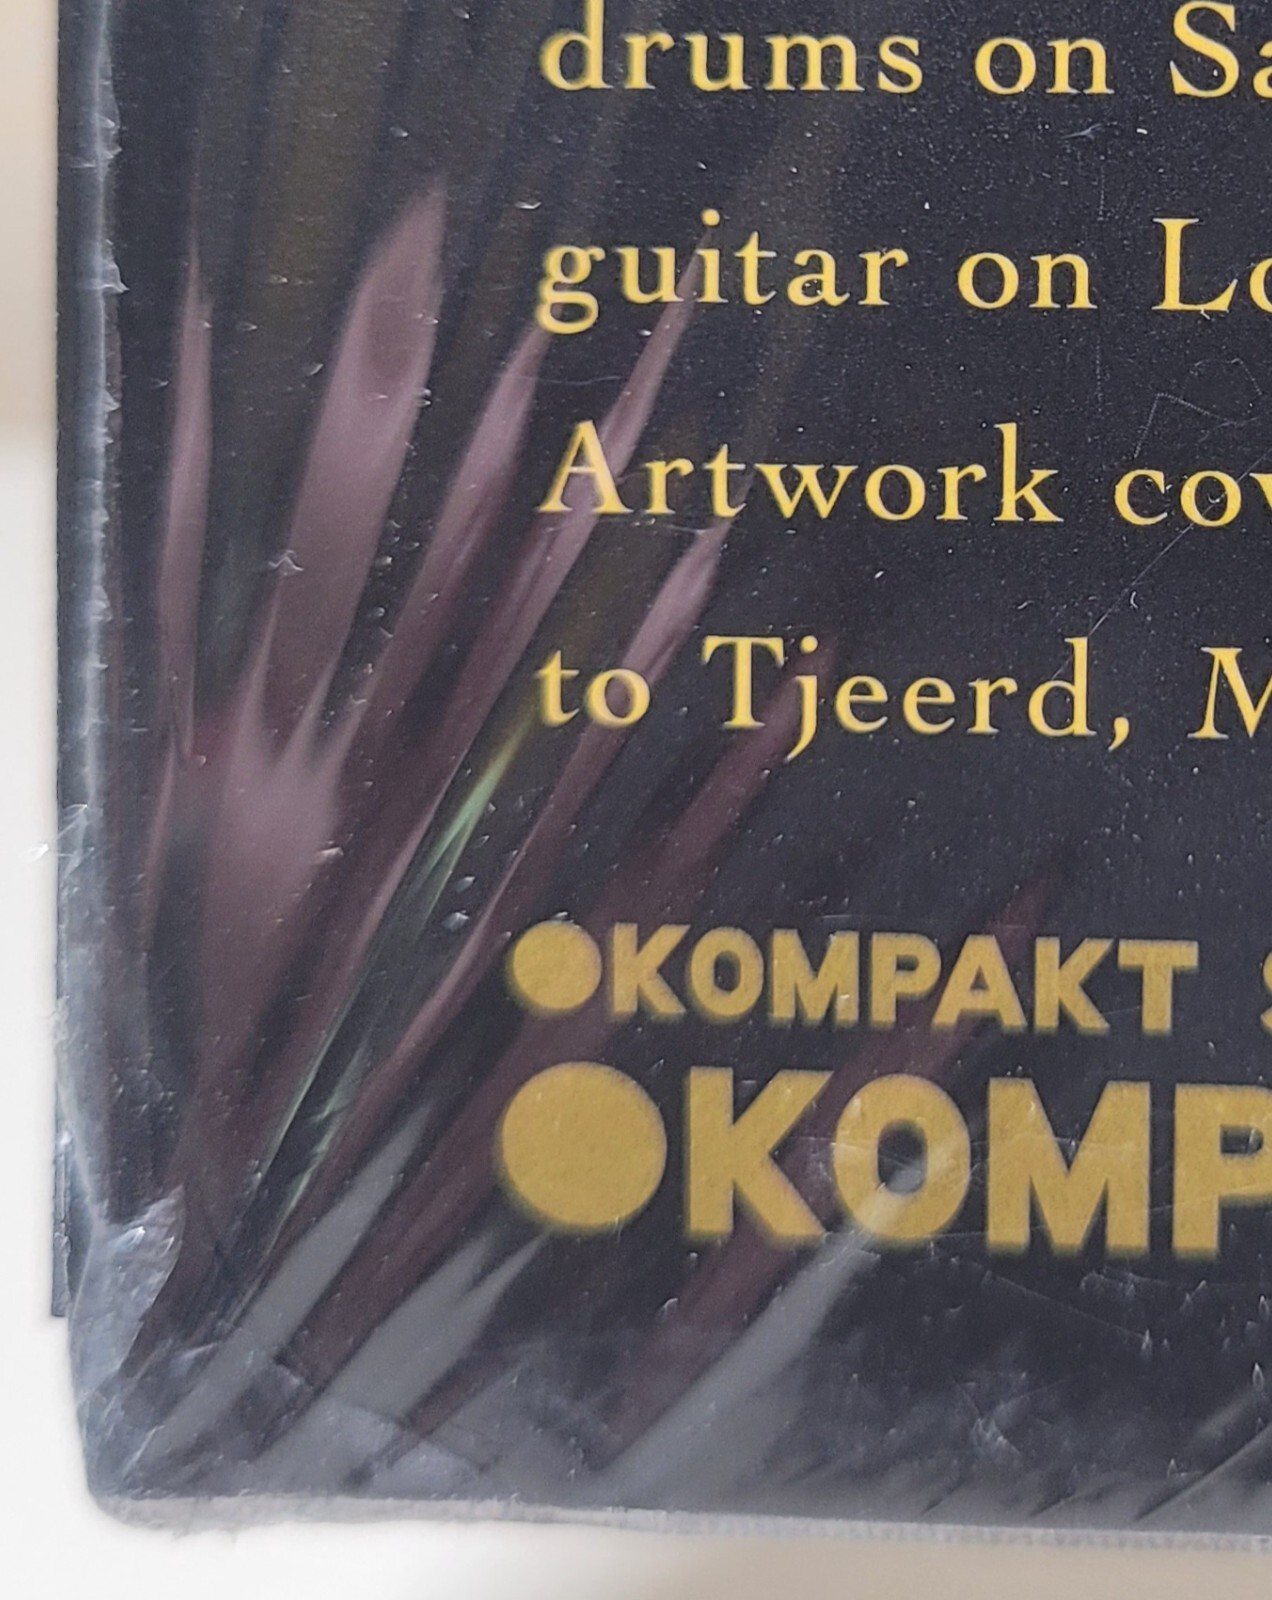 drums on Sa
guitar on Lo
Artwork cov
to Tjeerd, M
KOMPAKT S
KOMP